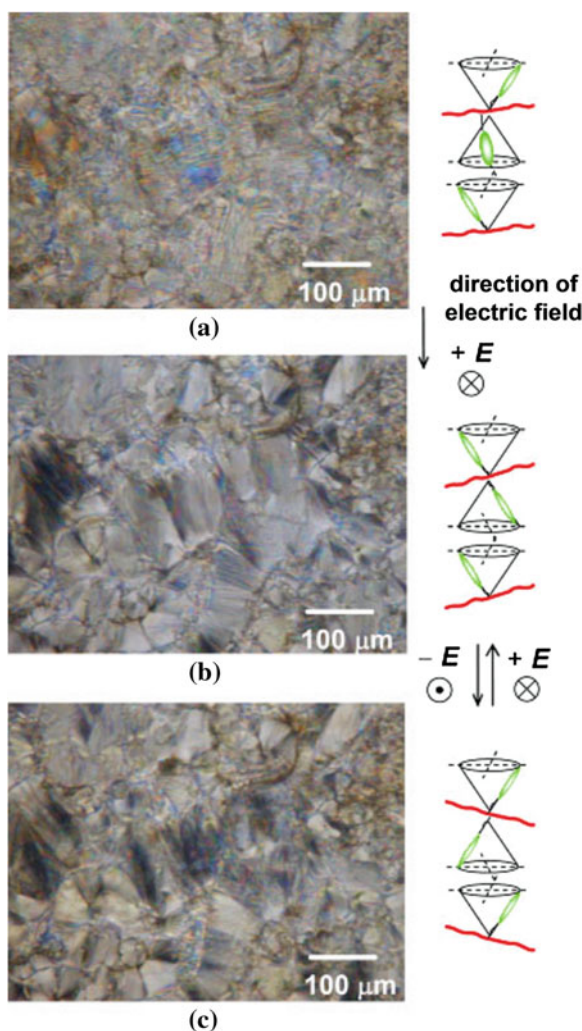 100 μm
(a)
direction of
electric field
+ E
100 μm
(b)
− E + E
100 μm
(c)